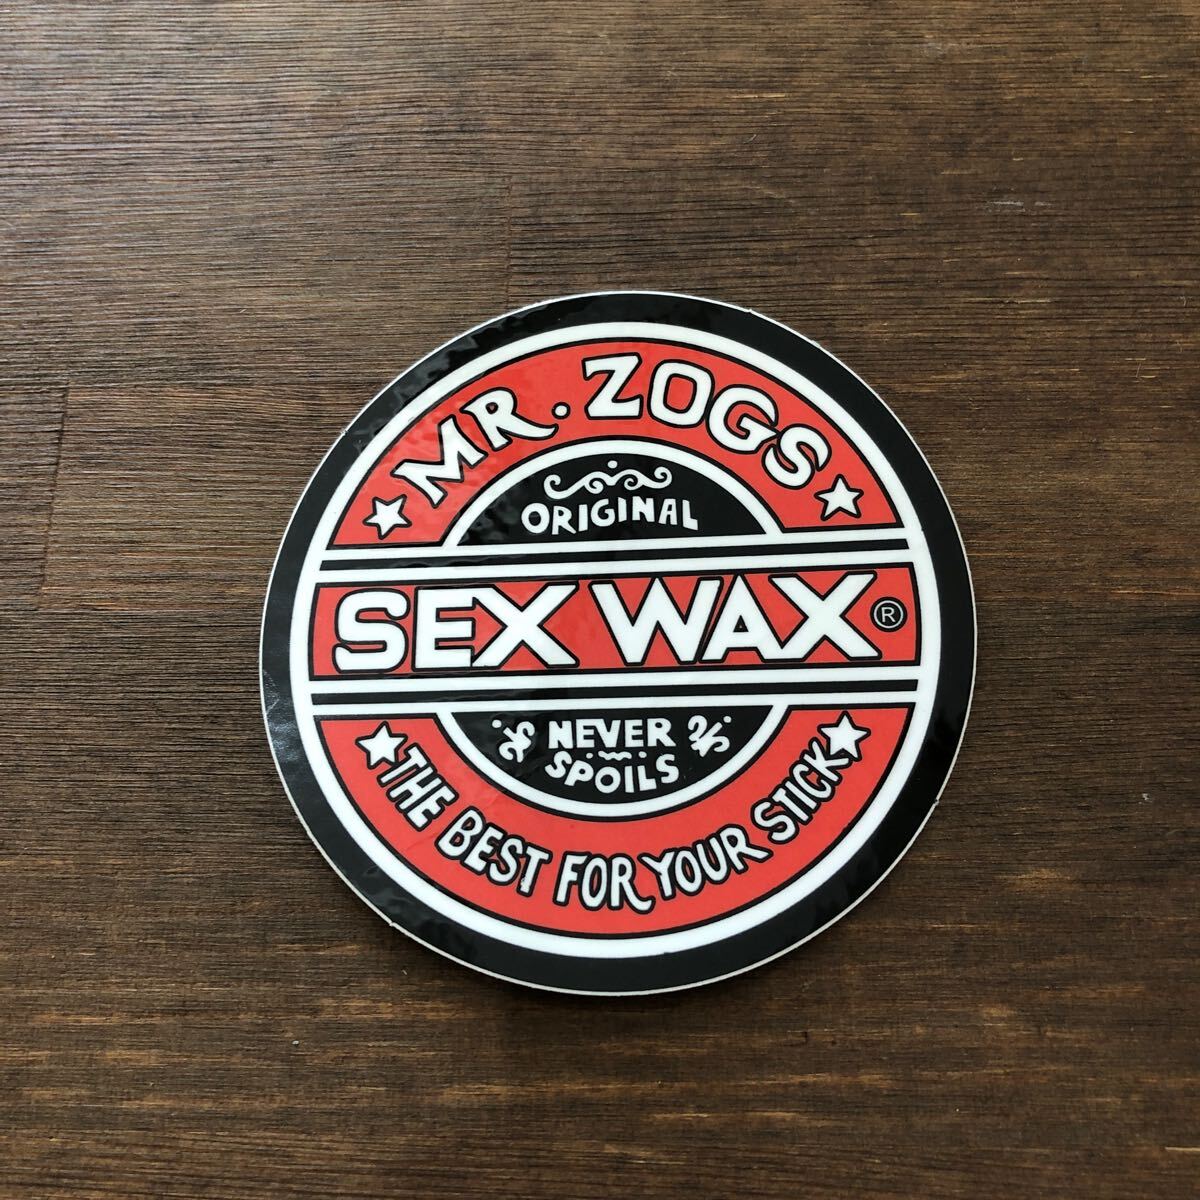 MR. ZOGS
ORIGINAL
SEX WAX ®
NEVER
SPOILS
THE BEST FOR YOUR STICK